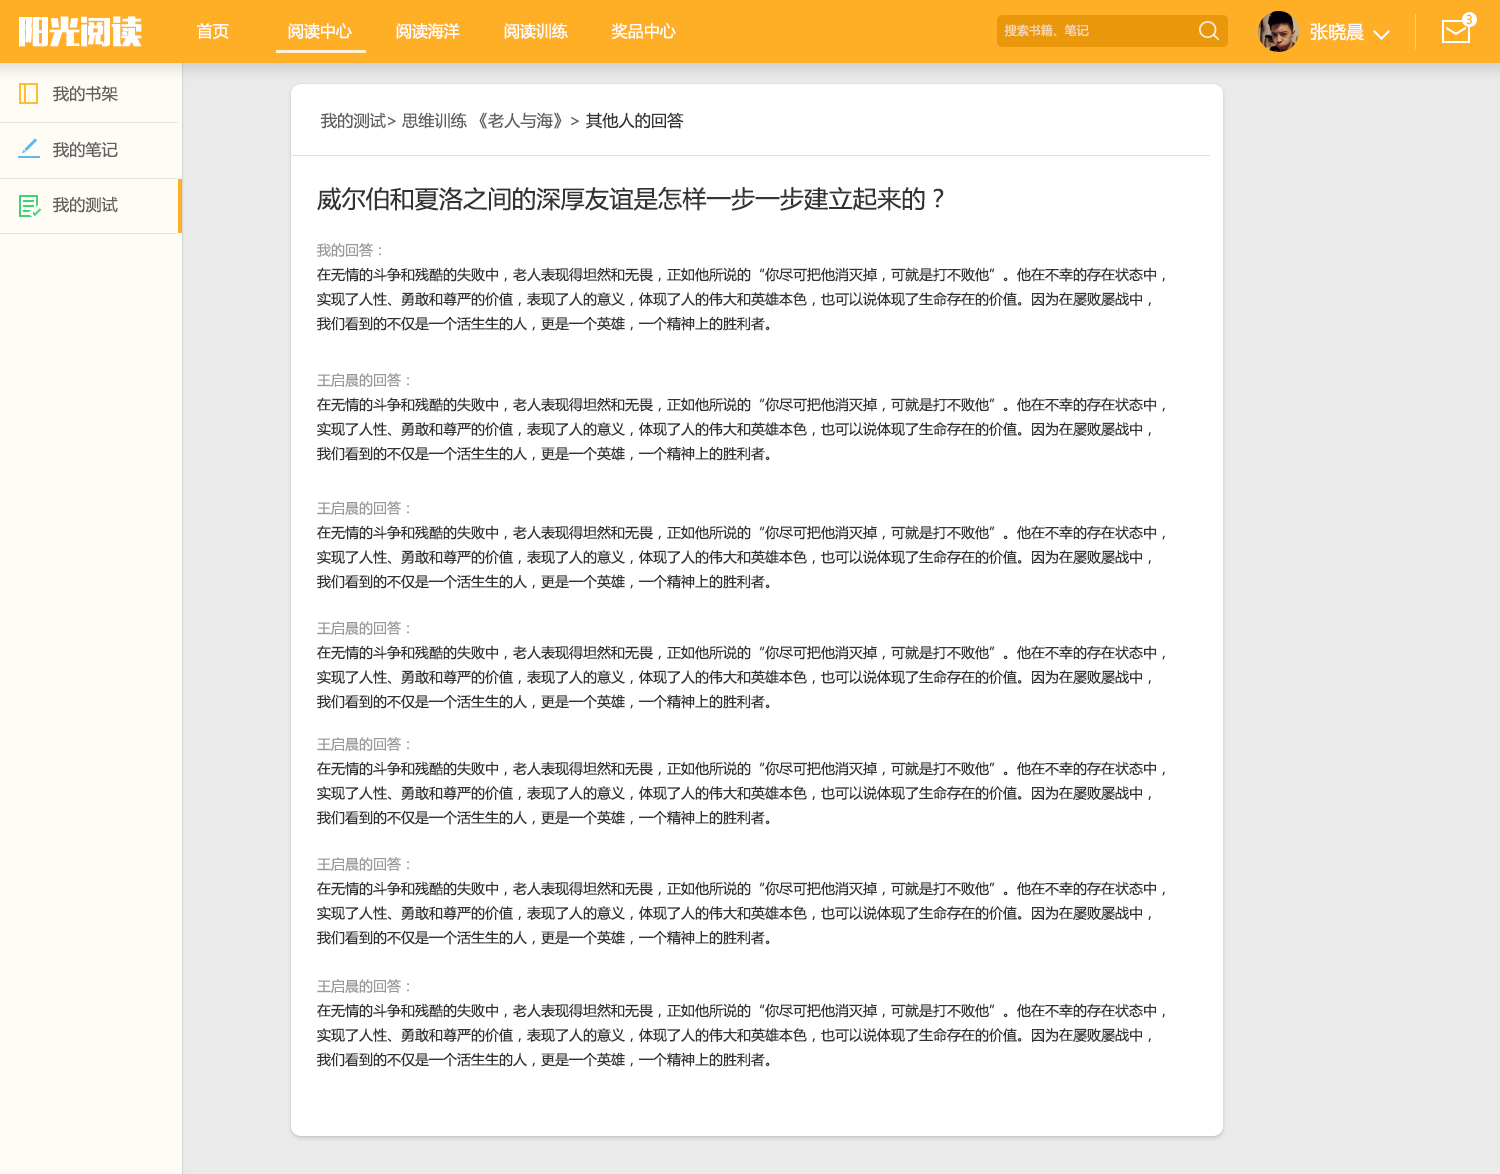 阳光阅读 首页 阅读中心 阅读海洋 阅读训练 奖品中心 搜索书籍、笔记 张晓晨 3
我的书架
我的笔记
我的测试
我的测试> 思维训练 《老人与海》> 其他人的回答
威尔伯和夏洛之间的深厚友谊是怎样一步一步建立起来的？
我的回答：
在无情的斗争和残酷的失败中，老人表现得坦然和无畏，正如他所说的“你尽可把他消灭掉，可就是打不败他”。他在不幸的存在状态中，
实现了人性、勇敢和尊严的价值，表现了人的意义，体现了人的伟大和英雄本色，也可以说体现了生命存在的价值。因为在屡败屡战中，
我们看到的不仅是一个活生生的人，更是一个英雄，一个精神上的胜利者。
王启晨的回答：
在无情的斗争和残酷的失败中，老人表现得坦然和无畏，正如他所说的“你尽可把他消灭掉，可就是打不败他”。他在不幸的存在状态中，
实现了人性、勇敢和尊严的价值，表现了人的意义，体现了人的伟大和英雄本色，也可以说体现了生命存在的价值。因为在屡败屡战中，
我们看到的不仅是一个活生生的人，更是一个英雄，一个精神上的胜利者。
王启晨的回答：
在无情的斗争和残酷的失败中，老人表现得坦然和无畏，正如他所说的“你尽可把他消灭掉，可就是打不败他”。他在不幸的存在状态中，
实现了人性、勇敢和尊严的价值，表现了人的意义，体现了人的伟大和英雄本色，也可以说体现了生命存在的价值。因为在屡败屡战中，
我们看到的不仅是一个活生生的人，更是一个英雄，一个精神上的胜利者。
王启晨的回答：
在无情的斗争和残酷的失败中，老人表现得坦然和无畏，正如他所说的“你尽可把他消灭掉，可就是打不败他”。他在不幸的存在状态中，
实现了人性、勇敢和尊严的价值，表现了人的意义，体现了人的伟大和英雄本色，也可以说体现了生命存在的价值。因为在屡败屡战中，
我们看到的不仅是一个活生生的人，更是一个英雄，一个精神上的胜利者。
王启晨的回答：
在无情的斗争和残酷的失败中，老人表现得坦然和无畏，正如他所说的“你尽可把他消灭掉，可就是打不败他”。他在不幸的存在状态中，
实现了人性、勇敢和尊严的价值，表现了人的意义，体现了人的伟大和英雄本色，也可以说体现了生命存在的价值。因为在屡败屡战中，
我们看到的不仅是一个活生生的人，更是一个英雄，一个精神上的胜利者。
王启晨的回答：
在无情的斗争和残酷的失败中，老人表现得坦然和无畏，正如他所说的“你尽可把他消灭掉，可就是打不败他”。他在不幸的存在状态中，
实现了人性、勇敢和尊严的价值，表现了人的意义，体现了人的伟大和英雄本色，也可以说体现了生命存在的价值。因为在屡败屡战中，
我们看到的不仅是一个活生生的人，更是一个英雄，一个精神上的胜利者。
王启晨的回答：
在无情的斗争和残酷的失败中，老人表现得坦然和无畏，正如他所说的“你尽可把他消灭掉，可就是打不败他”。他在不幸的存在状态中，
实现了人性、勇敢和尊严的价值，表现了人的意义，体现了人的伟大和英雄本色，也可以说体现了生命存在的价值。因为在屡败屡战中，
我们看到的不仅是一个活生生的人，更是一个英雄，一个精神上的胜利者。